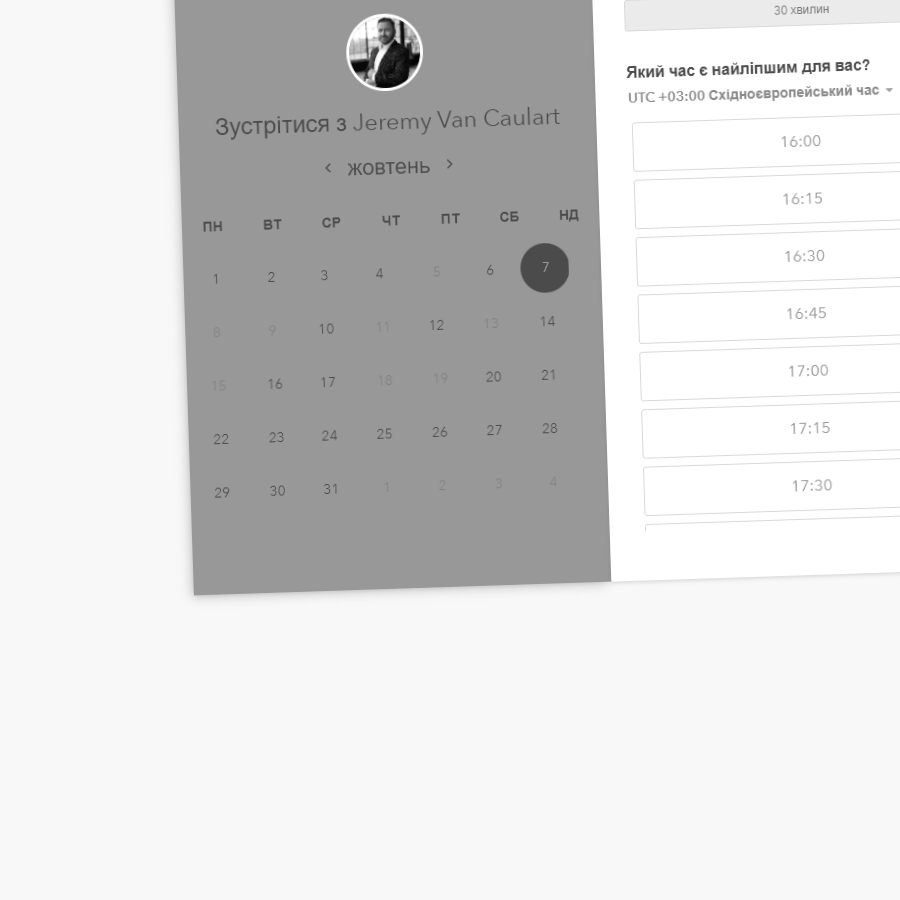 Зустрітися з Jeremy Van Caulart
жовтень
ПН ВТ СР ЧТ ПТ СБ НД
1 2 3 4 5 6 7
8 9 10 11 12 13 14
15 16 17 18 19 20 21
22 23 24 25 26 27 28
29 30 31 1 2 3 4
30 хвилин
Який час є найліпшим для вас?
UTC +03:00 Східноєвропейський час
16:00
16:15
16:30
16:45
17:00
17:15
17:30